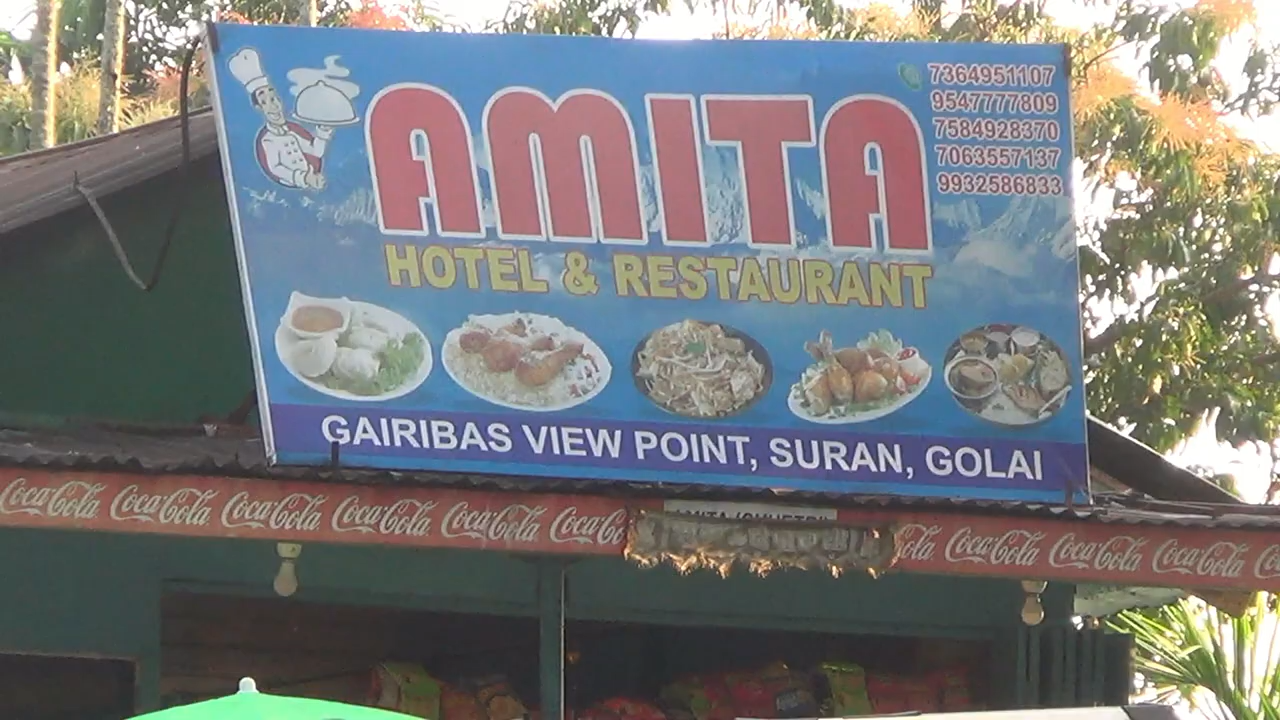 AMITA
7364951107
9547777809
7584928370
7063557137
9932586833
HOTEL & RESTAURANT
GAIRIBAS VIEW POINT, SURAN, GOLAI
Coca-Cola Coca-Cola Coca-Cola Coca-Cola Coca-Cola Coca-Cola Coca-Cola Coca-Cola Coca-Cola
AMITA